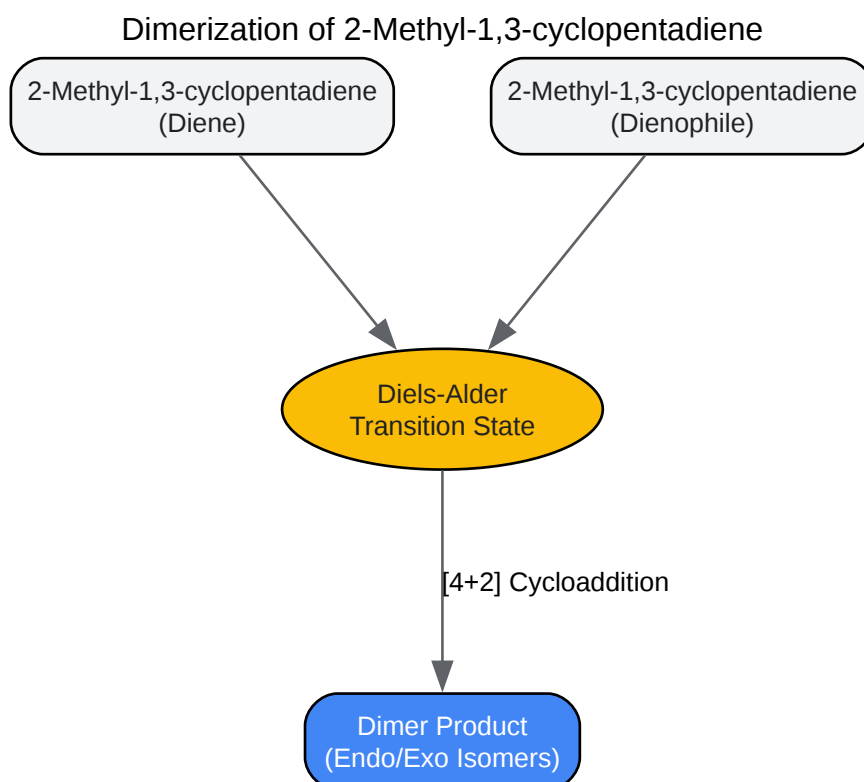 Dimerization of 2-Methyl-1,3-cyclopentadiene
2-Methyl-1,3-cyclopentadiene
(Diene)
2-Methyl-1,3-cyclopentadiene
(Dienophile)
Diels-Alder
Transition State
[4+2] Cycloaddition
Dimer Product
(Endo/Exo Isomers)